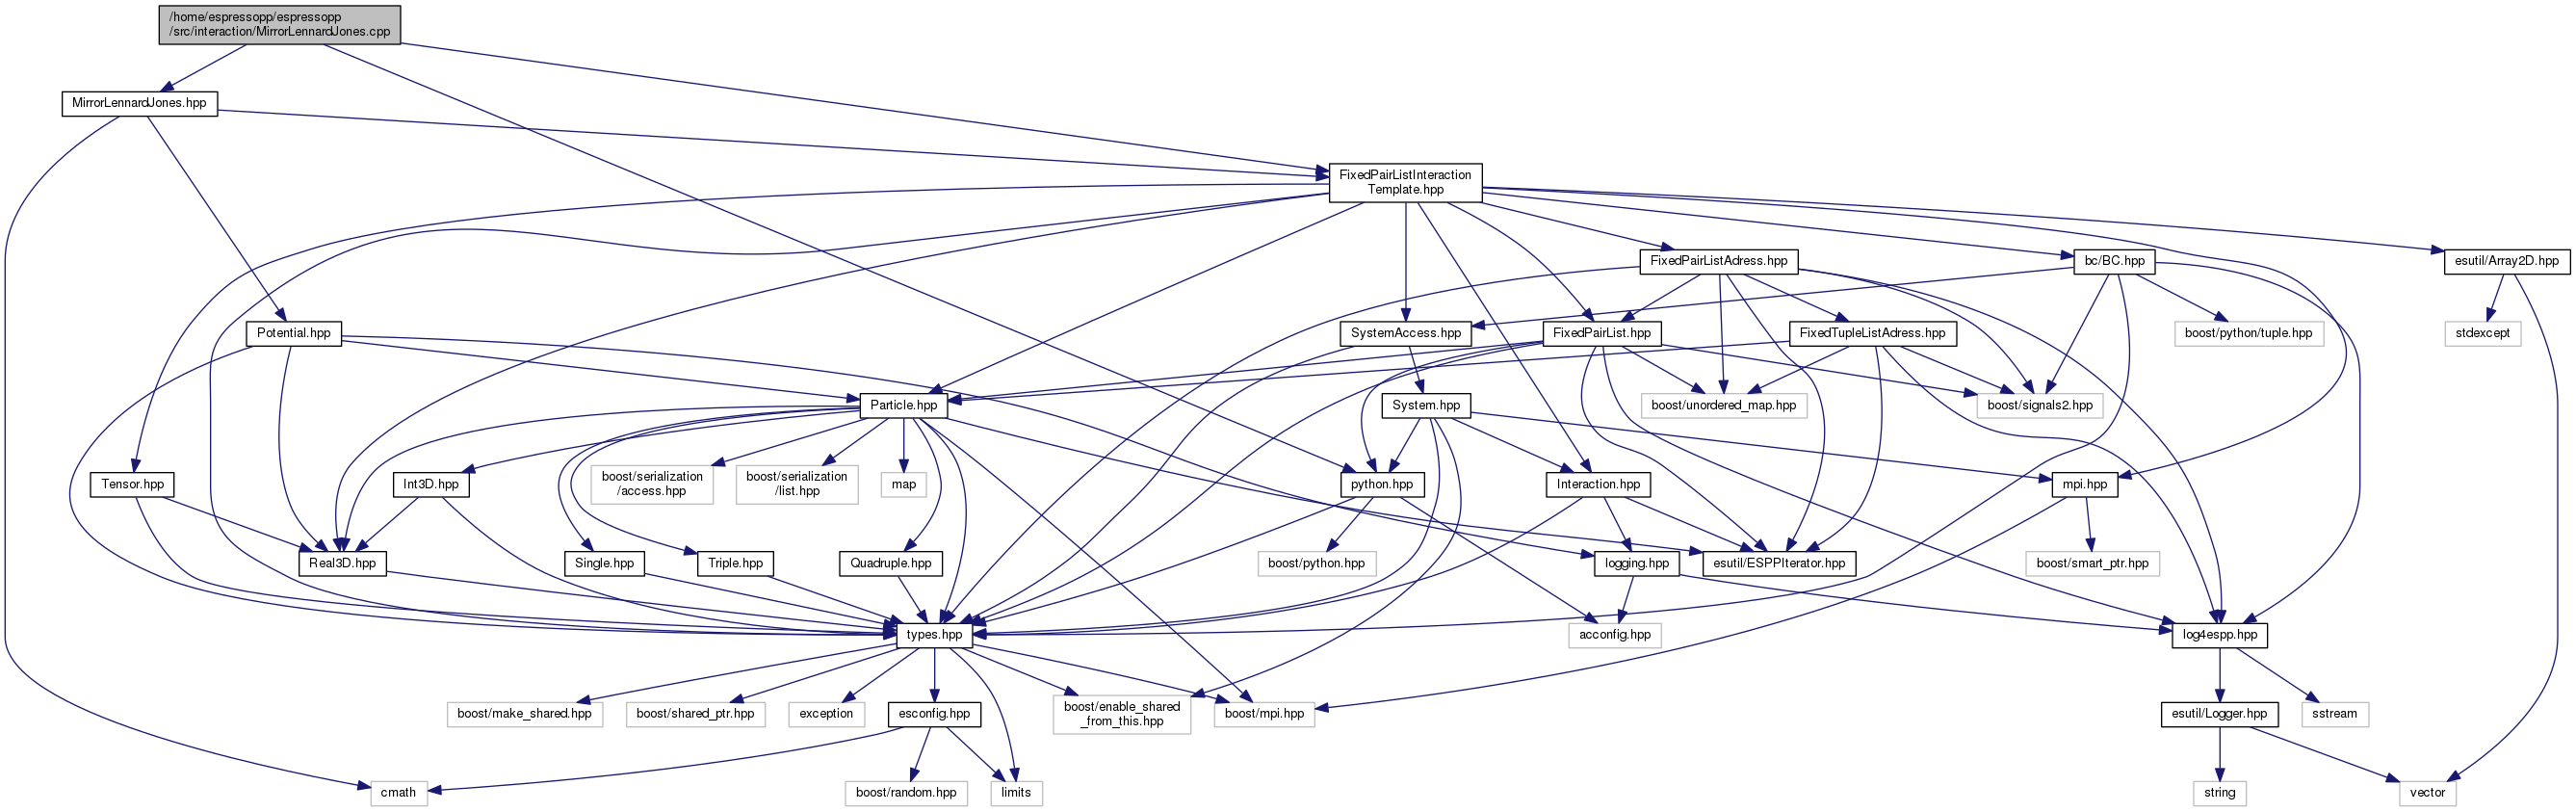 /home/espressopp/espressopp
/src/interaction/MirrorLennardJones.cpp
MirrorLennardJones.hpp
FixedPairListInteraction
Template.hpp
FixedPairListAdress.hpp
bc/BC.hpp
esutil/Array2D.hpp
Potential.hpp
SystemAccess.hpp
FixedPairList.hpp
FixedTupleListAdress.hpp
boost/python/tuple.hpp
stdexcept
Particle.hpp
System.hpp
boost/unordered_map.hpp
boost/signals2.hpp
Tensor.hpp
Int3D.hpp
boost/serialization
/access.hpp
boost/serialization
/list.hpp
map
python.hpp
Interaction.hpp
mpi.hpp
Real3D.hpp
Single.hpp
Triple.hpp
Quadruple.hpp
boost/python.hpp
logging.hpp
esutil/ESPPIterator.hpp
boost/smart_ptr.hpp
types.hpp
acconfig.hpp
log4espp.hpp
boost/make_shared.hpp
boost/shared_ptr.hpp
exception
esconfig.hpp
boost/enable_shared
_from_this.hpp
boost/mpi.hpp
esutil/Logger.hpp
sstream
cmath
boost/random.hpp
limits
string
vector